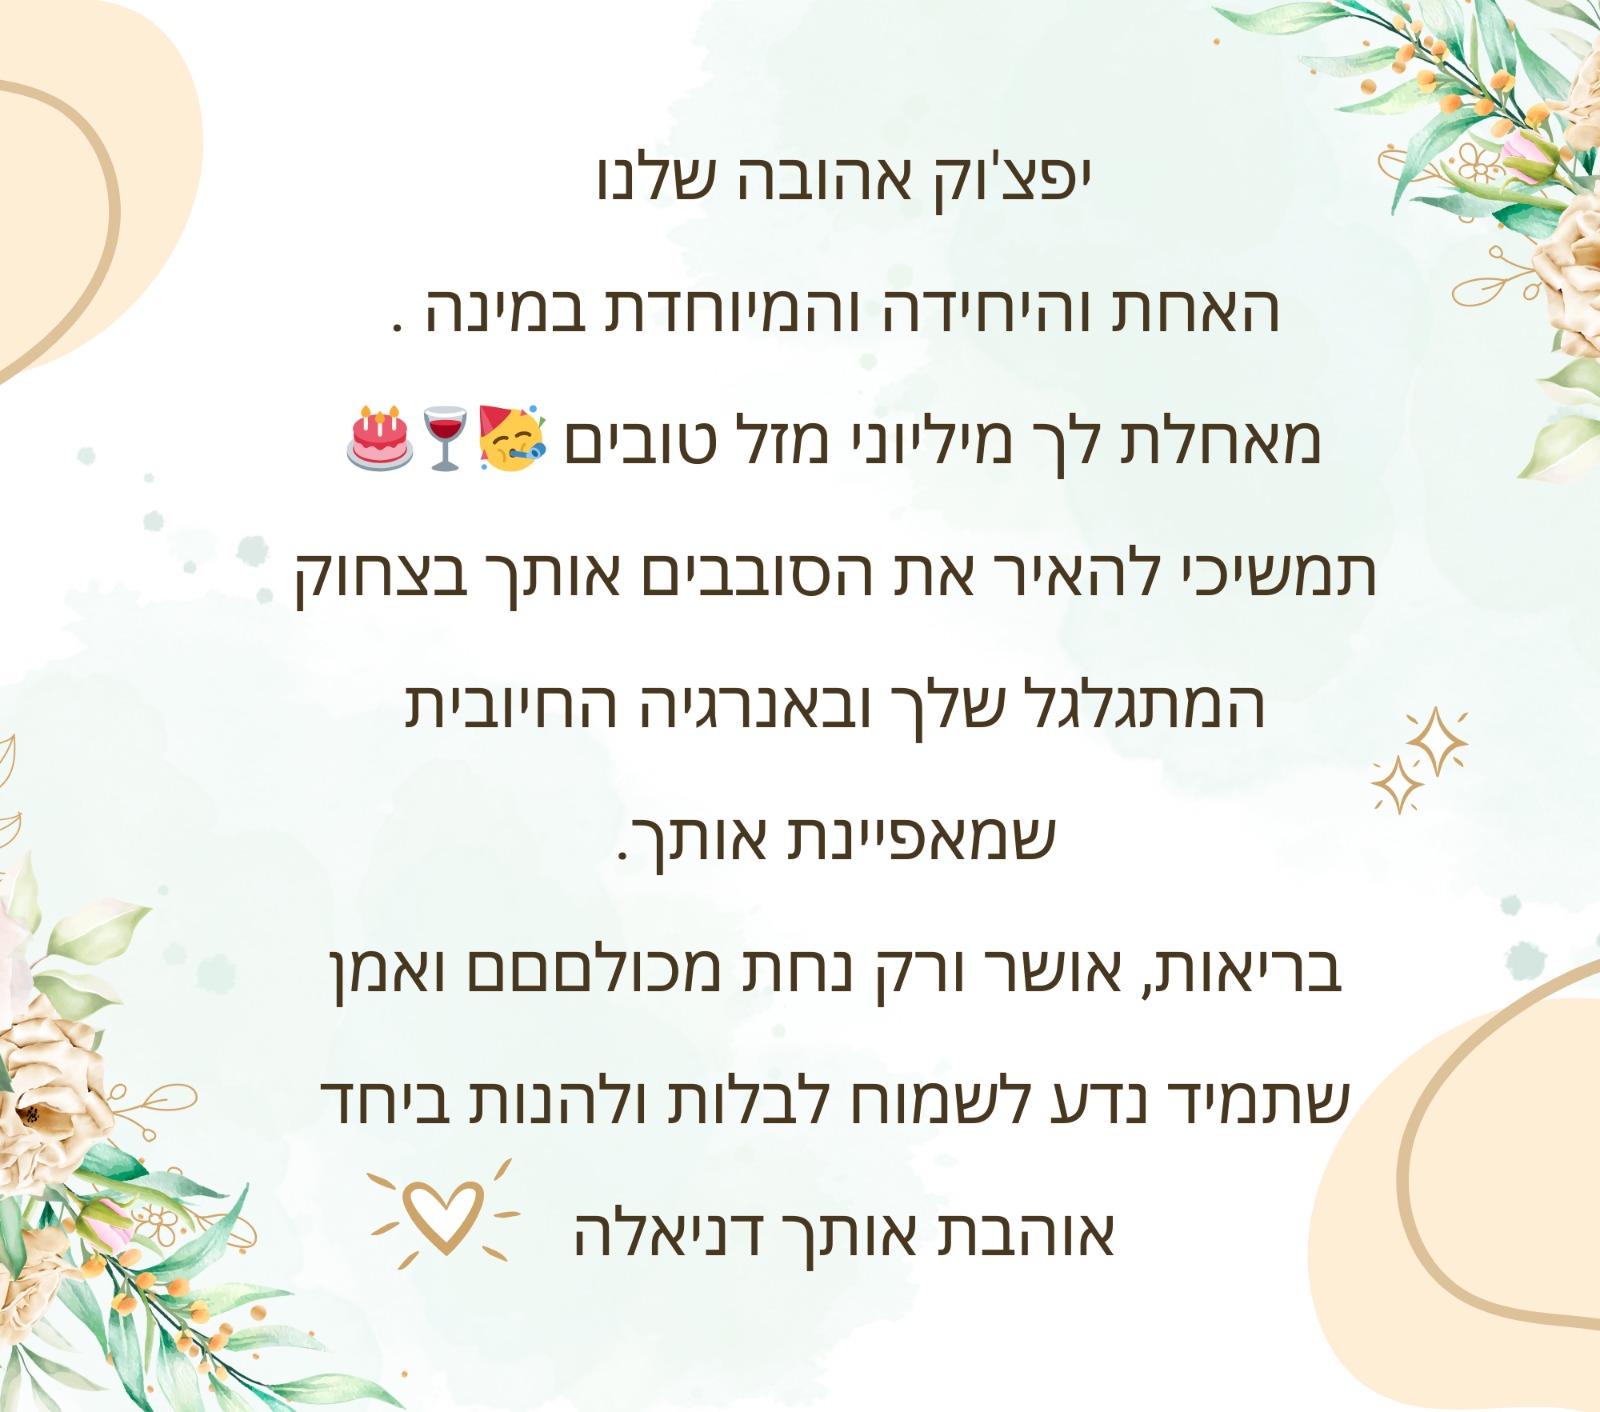 יפצ'וק אהובה שלנו
האחת והיחידה והמיוחדת במינה .
מאחלת לך מיליוני מזל טובים 🥳🍷🎂
תמשיכי להאיר את הסובבים אותך בצחוק
המתגלגל שלך ובאנרגיה החיובית
שמאפיינת אותך.
בריאות, אושר ורק נחת מכולםםםם ואמן
שתמיד נדע לשמוח לבלות ולהנות ביחד
אוהבת אותך דניאלה